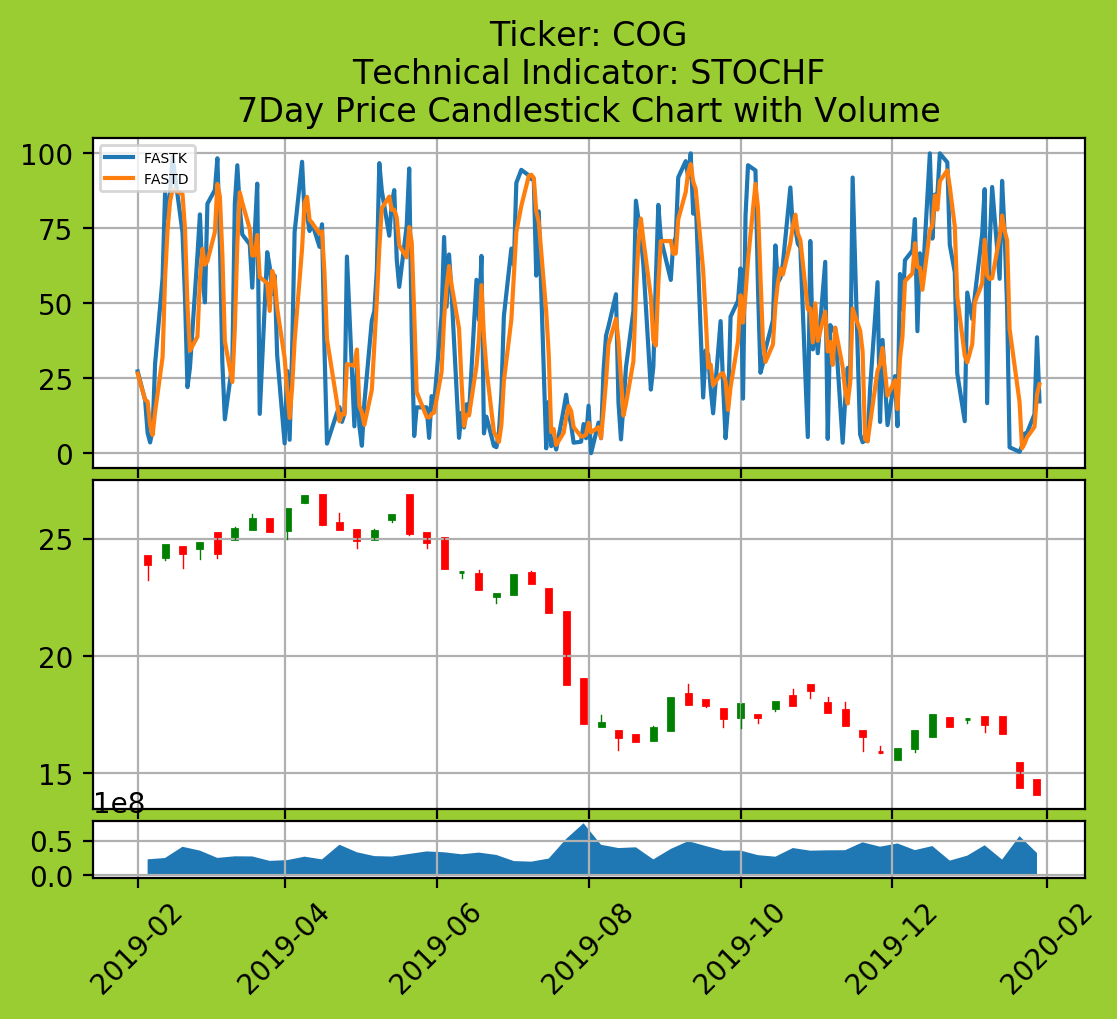 Ticker: COG
Technical Indicator: STOCHF
7Day Price Candlestick Chart with Volume
100
FASTK
FASTD
75
50
25
0
25
20
15
1e8
0.5
0.0
2019-02
2019-04
2019-06
2019-08
2019-10
2019-12
2020-02